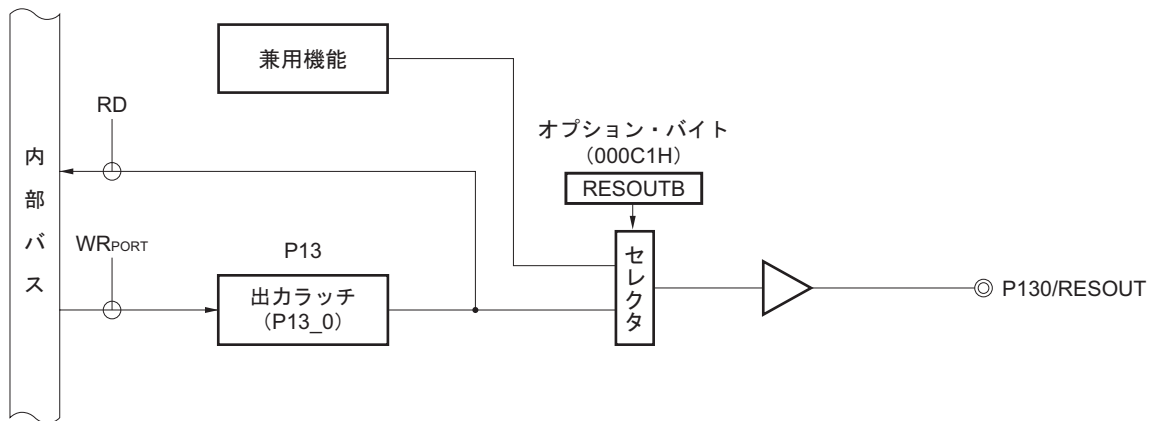 兼用機能
RD
オプション・バイト
（000C1H）
内部バス
RESOUTB
WRPORT
P13
セレクタ
出力ラッチ
（P13_0）
P130/RESOUT